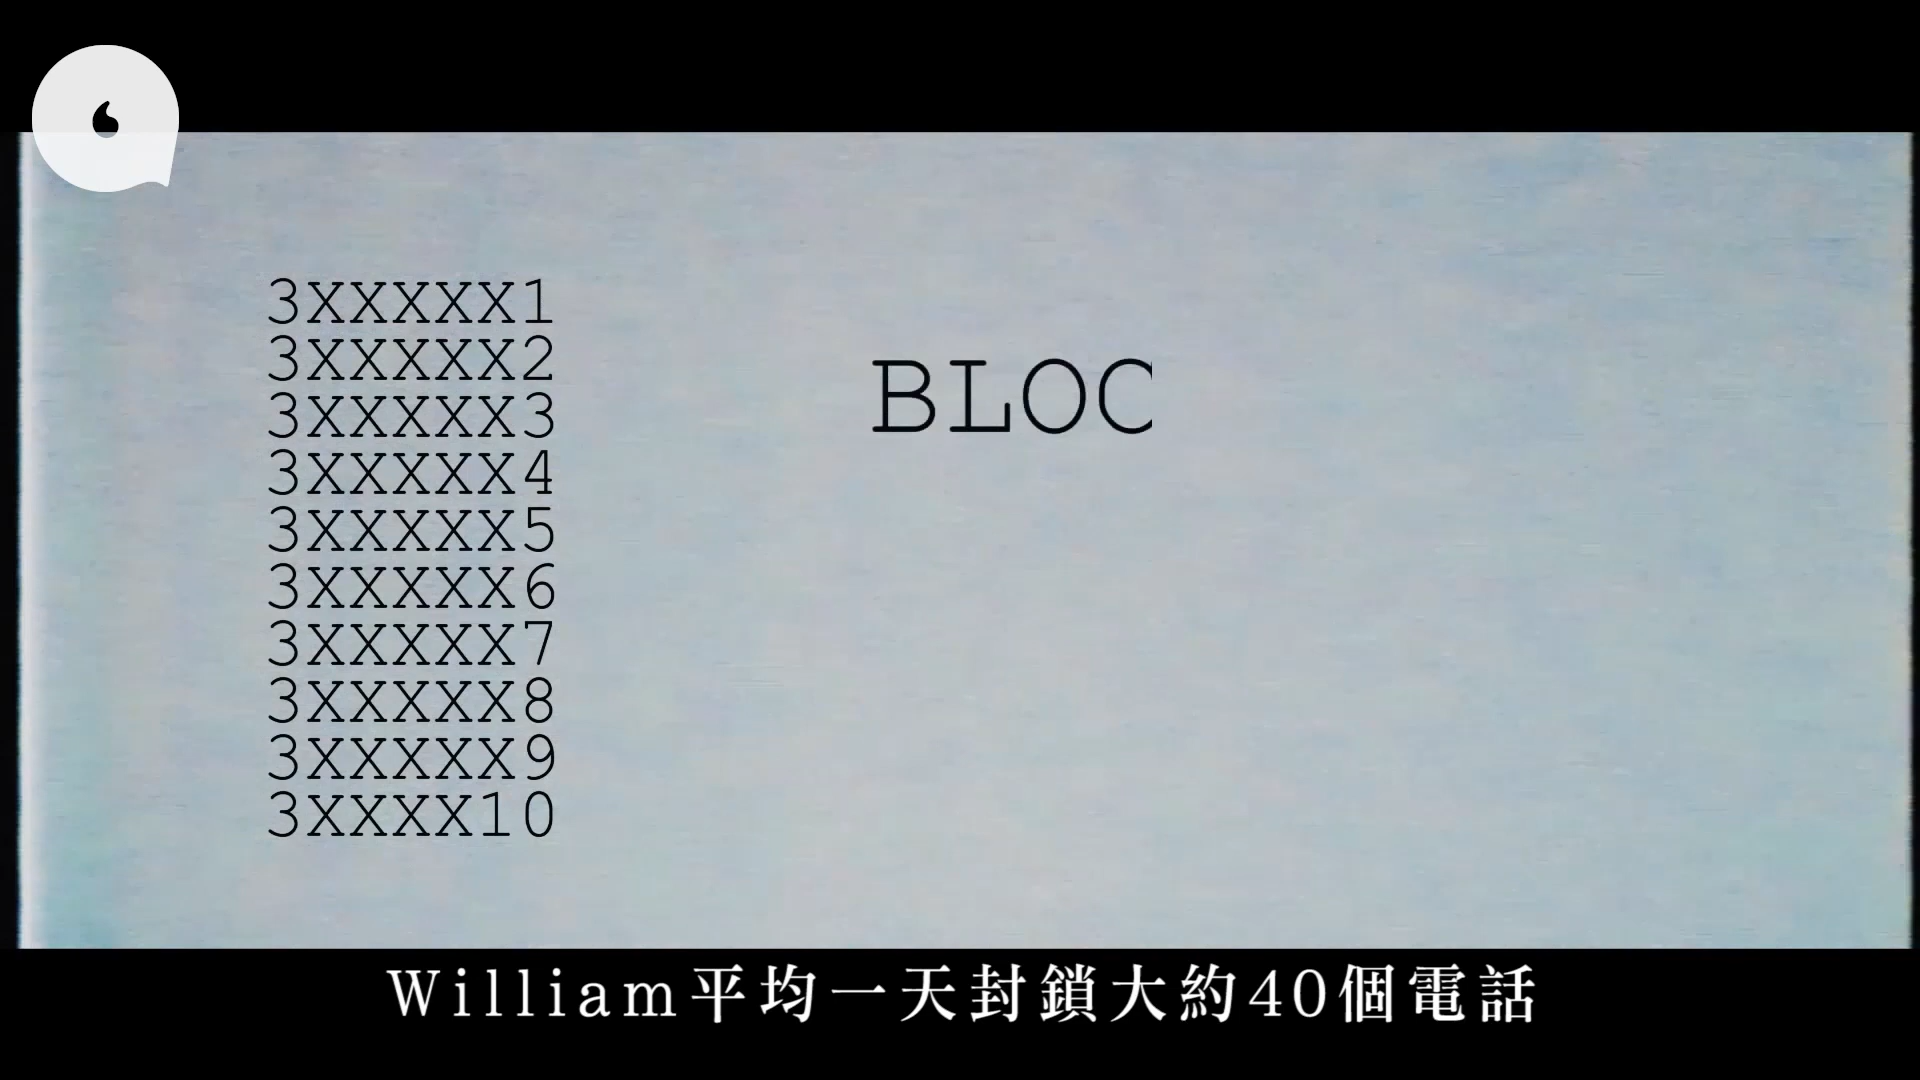 3XXXXX1
3XXXXX2
3XXXXX3
3XXXXX4
3XXXXX5
3XXXXX6
3XXXXX7
3XXXXX8
3XXXXX9
3XXXX10
BLOC
William平均一天封鎖大約40個電話